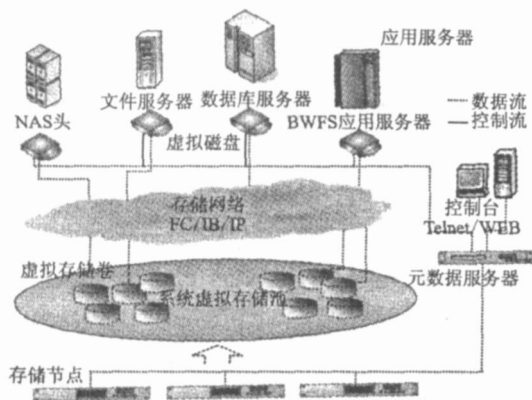 应用服务器
文件服务器
数据库服务器
NAS头
BWFS应用服务器
数据流
控制流
虚拟磁盘
存储网络
FC/IB/IP
控制台
Telnet/WEB
虚拟存储卷
系统虚拟存储池
元数据服务器
存储节点